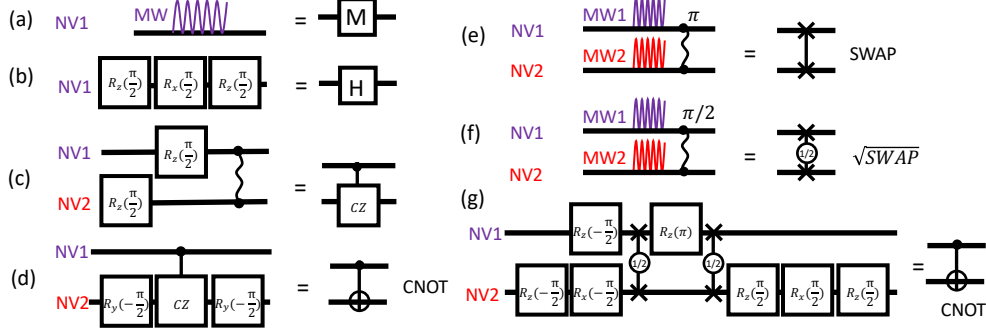 (a) NV1 MW = M
(b) NV1 R_z(π/2) R_x(π/2) R_z(π/2) = H
(c) NV1 R_z(π/2)
NV2 R_z(π/2) = CZ
(d) NV1
NV2 R_y(−π/2) CZ R_y(−π/2) = CNOT
(e) NV1 MW1 π
NV2 MW2 = SWAP
(f) NV1 MW1 π/2
NV2 MW2 = 1/2 √SWAP
(g)
NV1 R_z(−π/2) R_z(π)
1/2 1/2 =
NV2 R_z(−π/2) R_x(−π/2) R_z(π/2) R_x(π/2) R_z(π/2)
CNOT